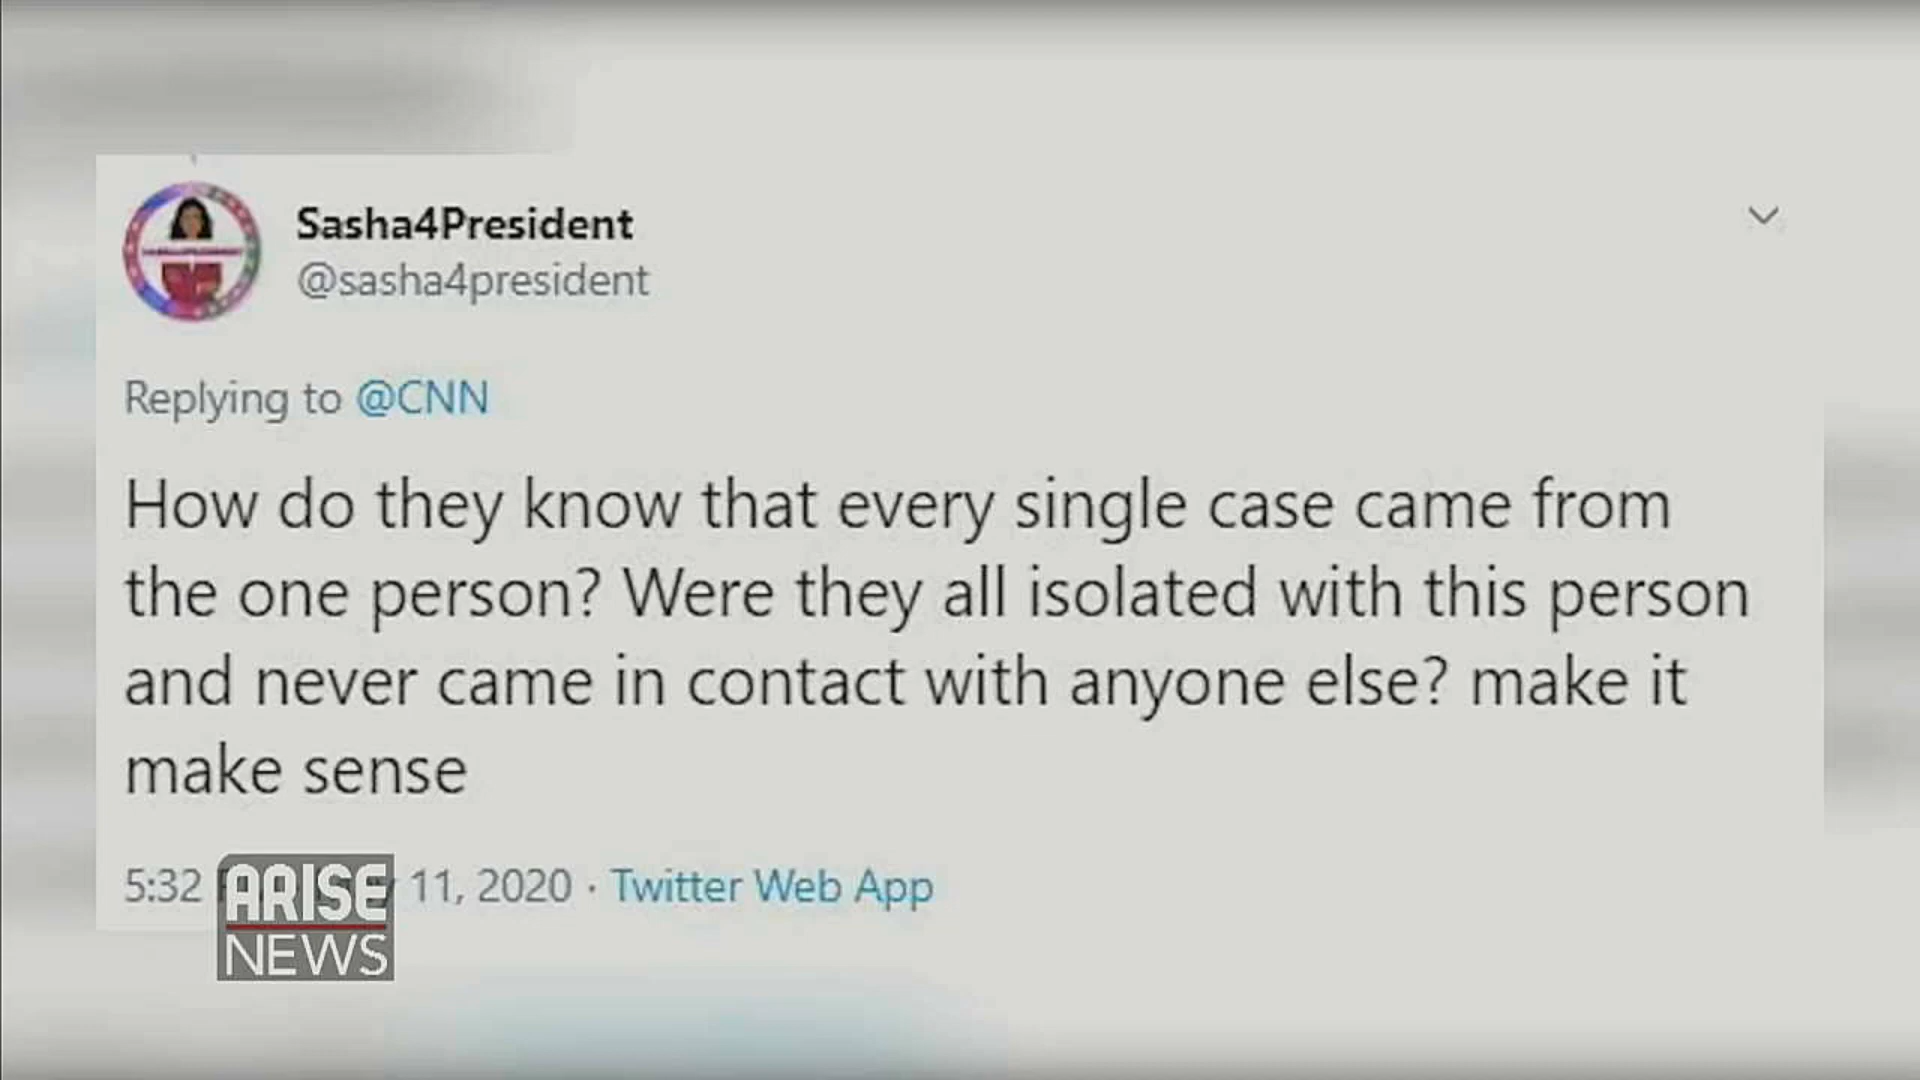 Sasha4President
@sasha4president
Replying to @CNN
How do they know that every single case came from
the one person? Were they all isolated with this person
and never came in contact with anyone else? make it
make sense
5:32 11, 2020 · Twitter Web App
ARISE
NEWS